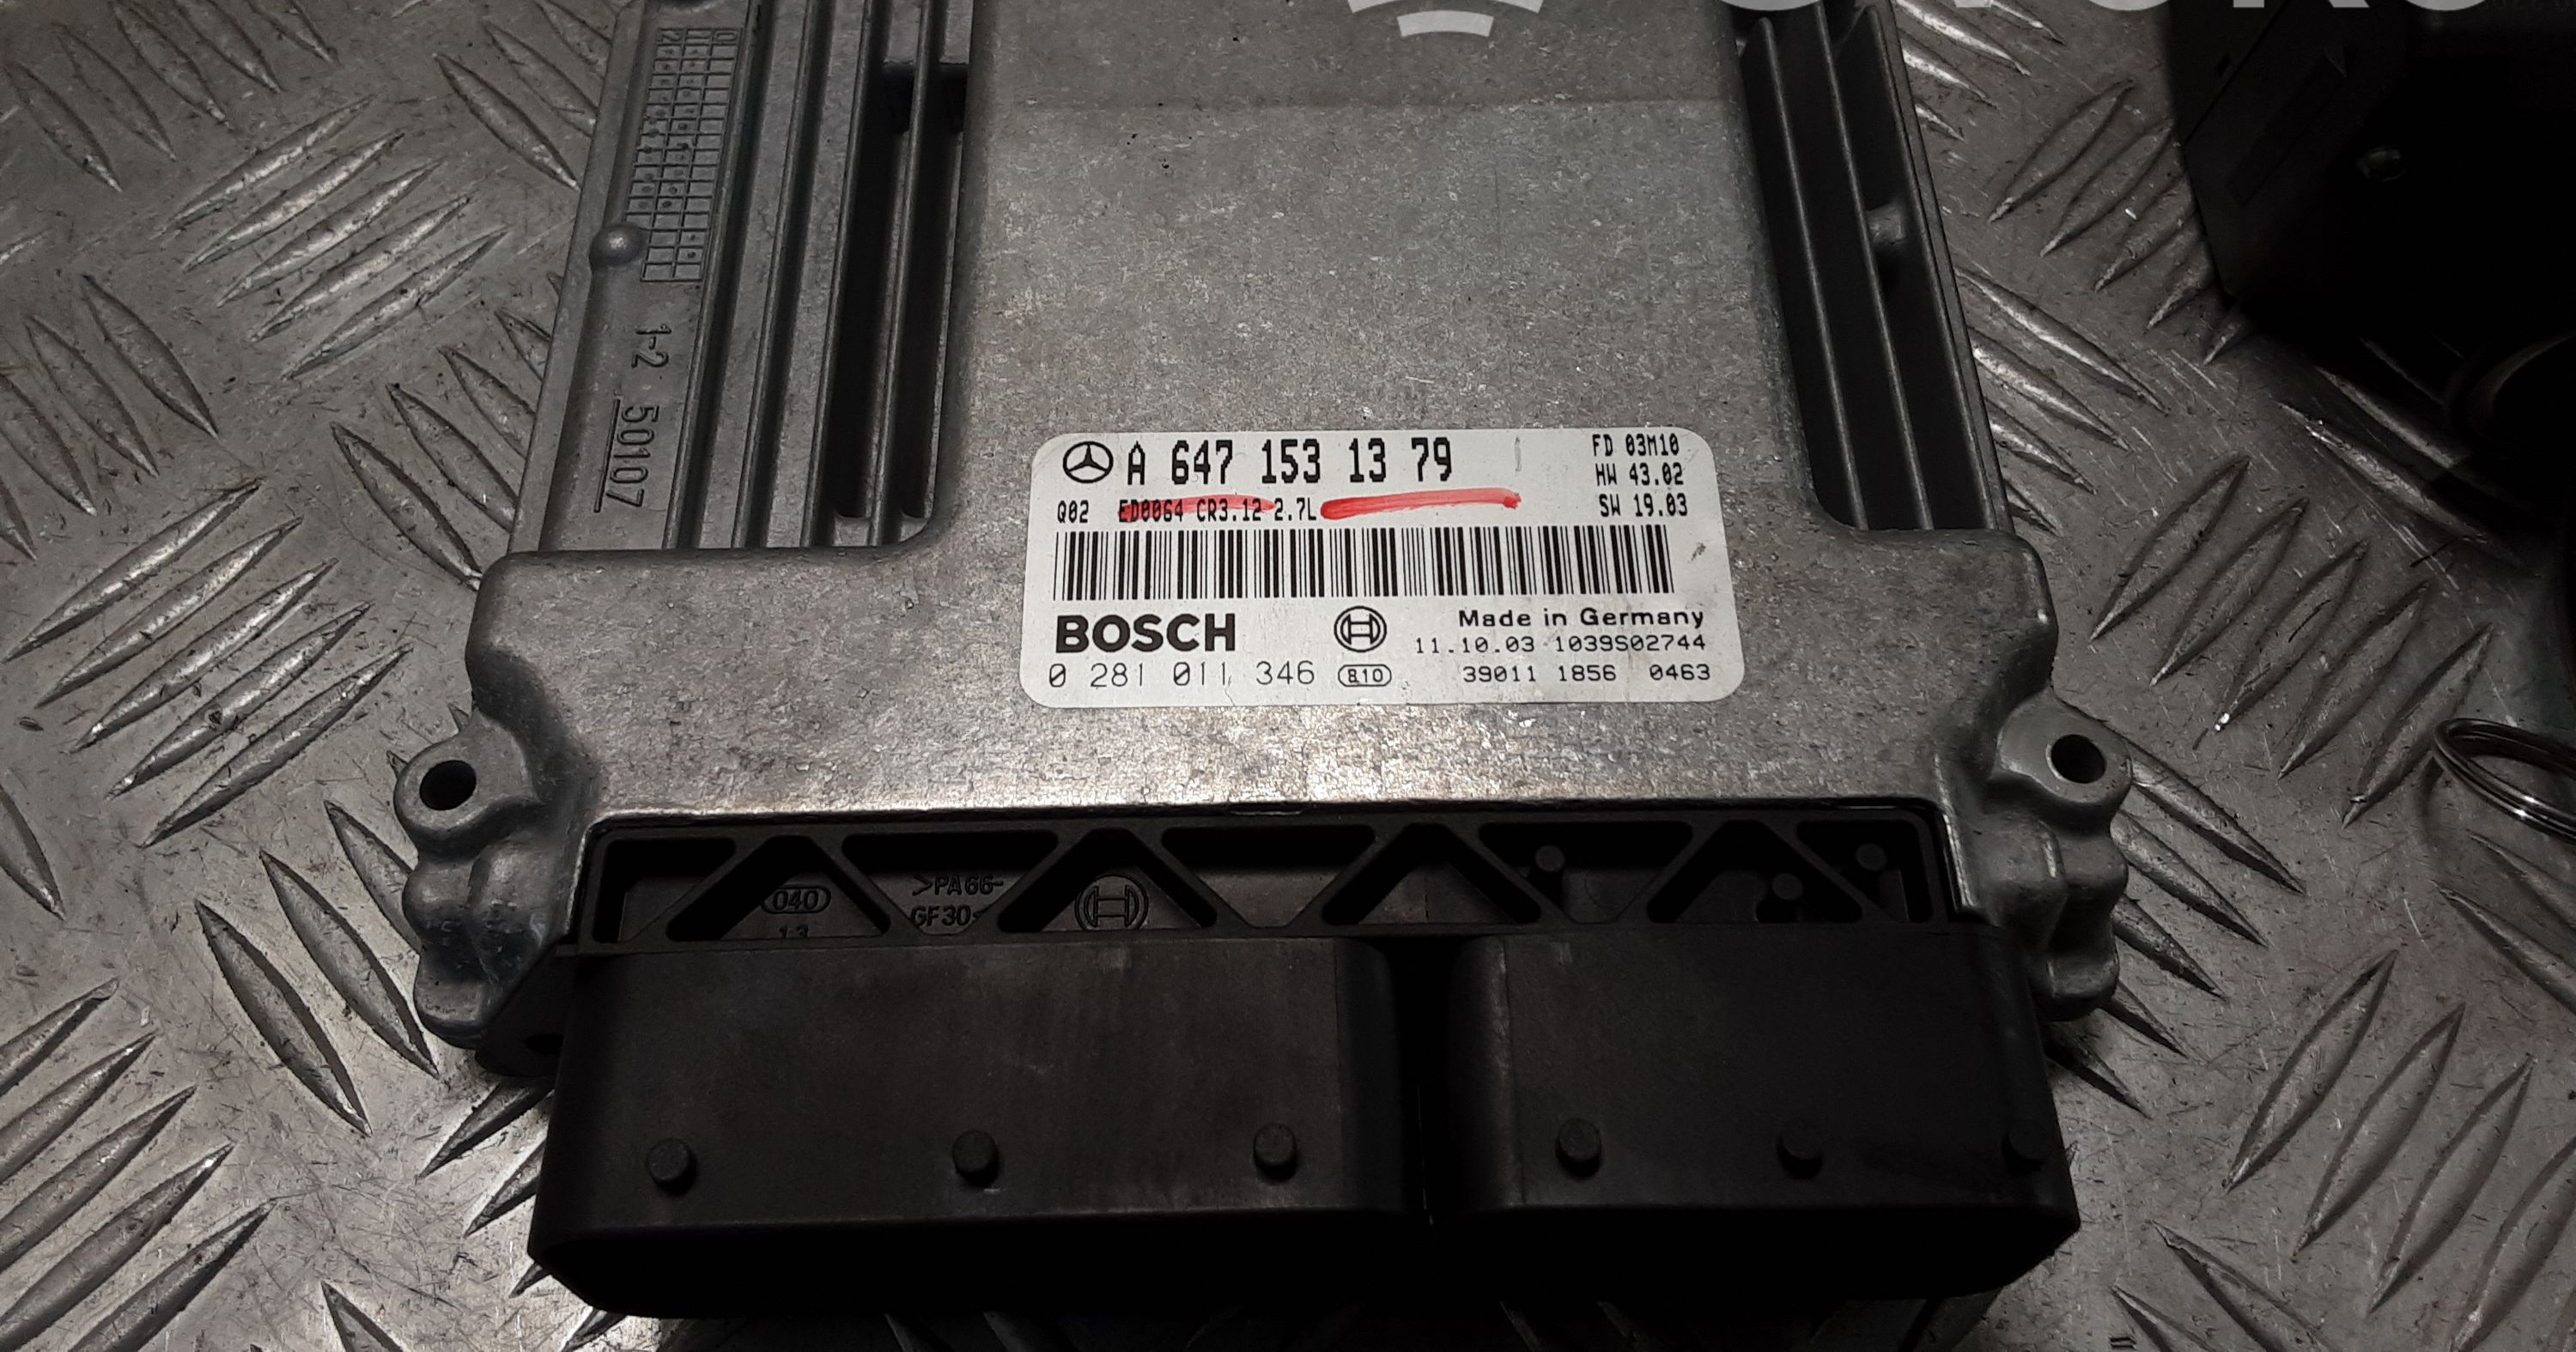 1-2 50107
A 647 153 13 79
FD 03M10
HW 43.02
Q02 ED0064 CR3.12 2.7L
SW 19.03
BOSCH
Made in Germany
11.10.03 1039S02744
0 281 011 346 810
39011 1856 0463
040
13
>PA66-
GF30<